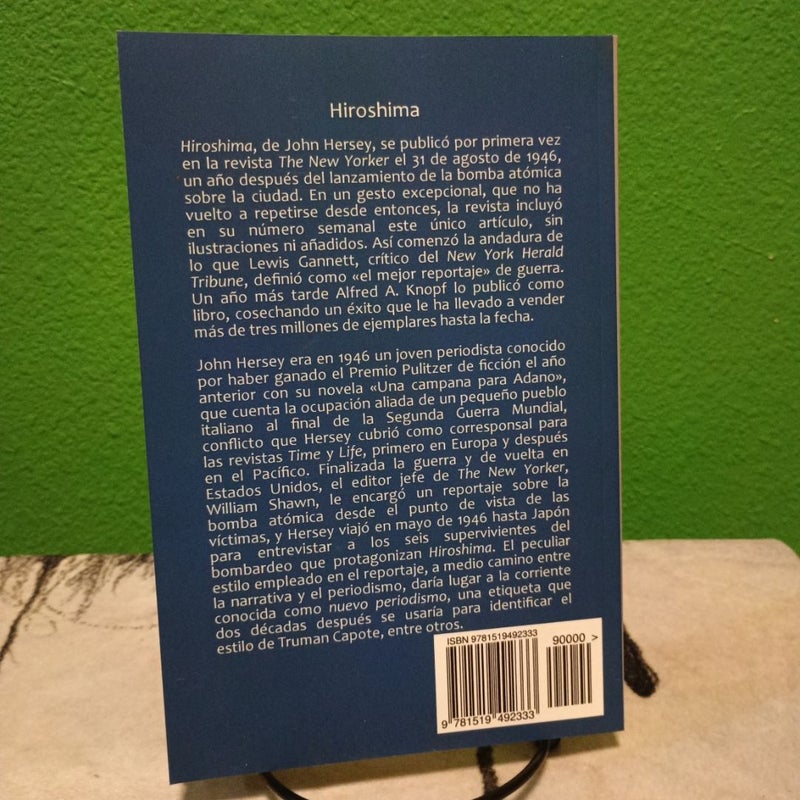 Hiroshima
Hiroshima, de John Hersey, se publicó por primera vez
en la revista The New Yorker el 31 de agosto de 1946,
un año después del lanzamiento de la bomba atómica
sobre la ciudad. En un gesto excepcional, que no ha
vuelto a repetirse desde entonces, la revista incluyó
en su número semanal este único artículo, sin
ilustraciones ni añadidos. Así comenzó la andadura de
lo que Lewis Gannett, crítico del New York Herald
Tribune, definió como «el mejor reportaje» de guerra.
Un año más tarde Alfred A. Knopf lo publicó como
libro, cosechando un éxito que le ha llevado a vender
más de tres millones de ejemplares hasta la fecha.
John Hersey era en 1946 un joven periodista conocido
por haber ganado el Premio Pulitzer de ficción el año
anterior con su novela «Una campana para Adano»,
que cuenta la ocupación aliada de un pequeño pueblo
italiano al final de la Segunda Guerra Mundial,
conflicto que Hersey cubrió como corresponsal para
las revistas Time y Life, primero en Europa y después
en el Pacífico. Finalizada la guerra y de vuelta en
Estados Unidos, el editor jefe de The New Yorker,
William Shawn, le encargó un reportaje sobre la
bomba atómica desde el punto de vista de las
víctimas, y Hersey viajó en mayo de 1946 hasta Japón
para entrevistar a los seis supervivientes del
bombardeo que protagonizan Hiroshima. El peculiar
estilo empleado en el reportaje, a medio camino entre
la narrativa y el periodismo, daría lugar a la corriente
conocida como nuevo periodismo, una etiqueta que
dos décadas después se usaría para identificar el
estilo de Truman Capote, entre otros.
ISBN 9781519492333
90000 >
9 781519 492333